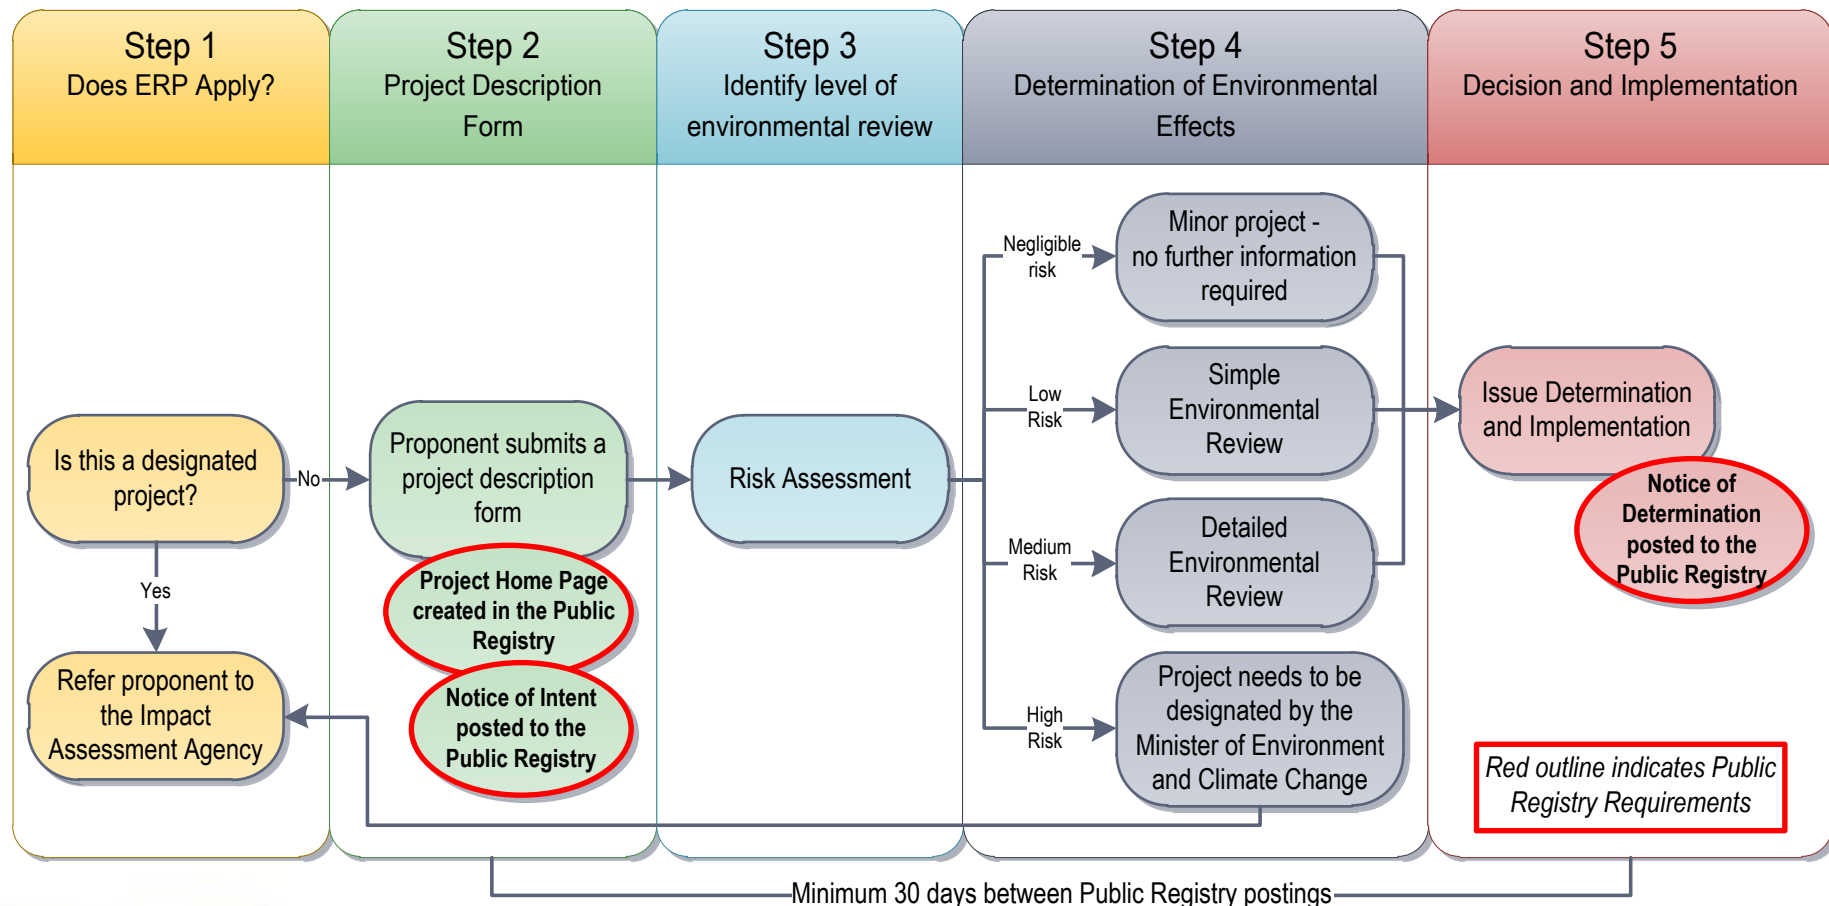 Step 1
Does ERP Apply?
Step 2
Project Description
Form
Step 3
Identify level of
environmental review
Step 4
Determination of Environmental
Effects
Step 5
Decision and Implementation
Is this a designated
project?
No
Yes
Refer proponent to
the Impact
Assessment Agency
Proponent submits a
project description
form
Project Home Page
created in the Public
Registry
Notice of Intent
posted to the
Public Registry
Risk Assessment
Negligible
risk
Minor project -
no further information
required
Low
Risk
Simple
Environmental
Review
Medium
Risk
Detailed
Environmental
Review
High
Risk
Project needs to be
designated by the
Minister of Environment
and Climate Change
Issue Determination
and Implementation
Notice of
Determination
posted to the
Public Registry
Red outline indicates Public
Registry Requirements
Minimum 30 days between Public Registry postings